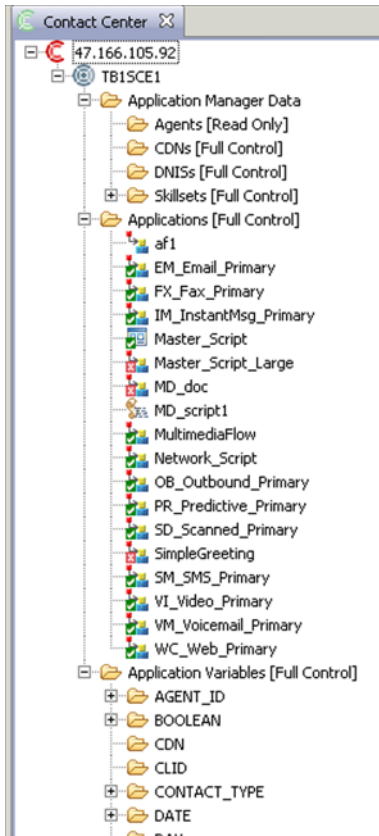 Contact Center
47.166.105.92
TB1SCE1
Application Manager Data
Agents [Read Only]
CDNs [Full Control]
DNISs [Full Control]
Skillsets [Full Control]
Applications [Full Control]
af1
EM_Email_Primary
FX_Fax_Primary
IM_InstantMsg_Primary
Master_Script
Master_Script_Large
MD_doc
MD_script1
MultimediaFlow
Network_Script
OB_Outbound_Primary
PR_Predictive_Primary
SD_Scanned_Primary
SimpleGreeting
SM_SMS_Primary
VI_Video_Primary
VM_Voicemail_Primary
WC_Web_Primary
Application Variables [Full Control]
AGENT_ID
BOOLEAN
CDN
CLID
CONTACT_TYPE
DATE